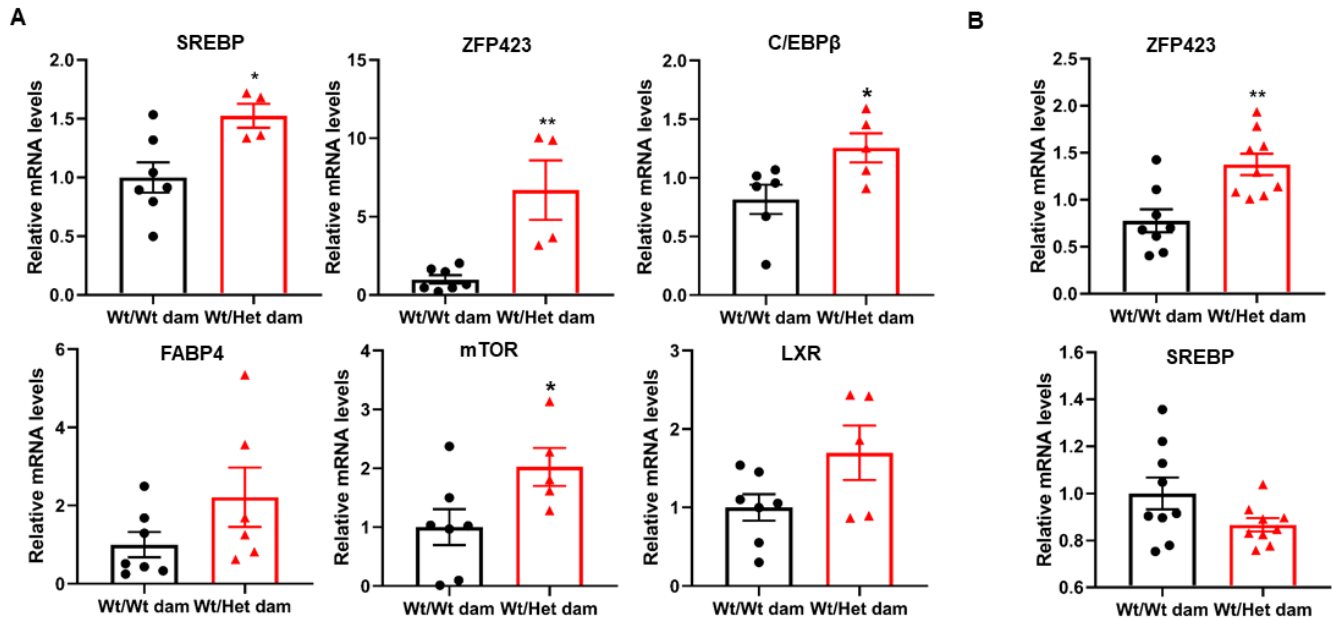 A
SREBP
Relative mRNA levels
2.0
1.5
1.0
0.5
0.0
*
Wt/Wt dam Wt/Het dam
ZFP423
Relative mRNA levels
15
10
5
0
**
Wt/Wt dam Wt/Het dam
C/EBPβ
Relative mRNA levels
2.0
1.5
1.0
0.5
0.0
*
Wt/Wt dam Wt/Het dam
FABP4
Relative mRNA levels
6
4
2
0
Wt/Wt dam Wt/Het dam
mTOR
Relative mRNA levels
4
3
2
1
0
*
Wt/Wt dam Wt/Het dam
LXR
Relative mRNA levels
3
2
1
0
Wt/Wt dam Wt/Het dam
B
ZFP423
Relative mRNA levels
2.5
2.0
1.5
1.0
0.5
0.0
**
Wt/Wt dam Wt/Het dam
SREBP
Relative mRNA levels
1.6
1.4
1.2
1.0
0.8
0.6
Wt/Wt dam Wt/Het dam